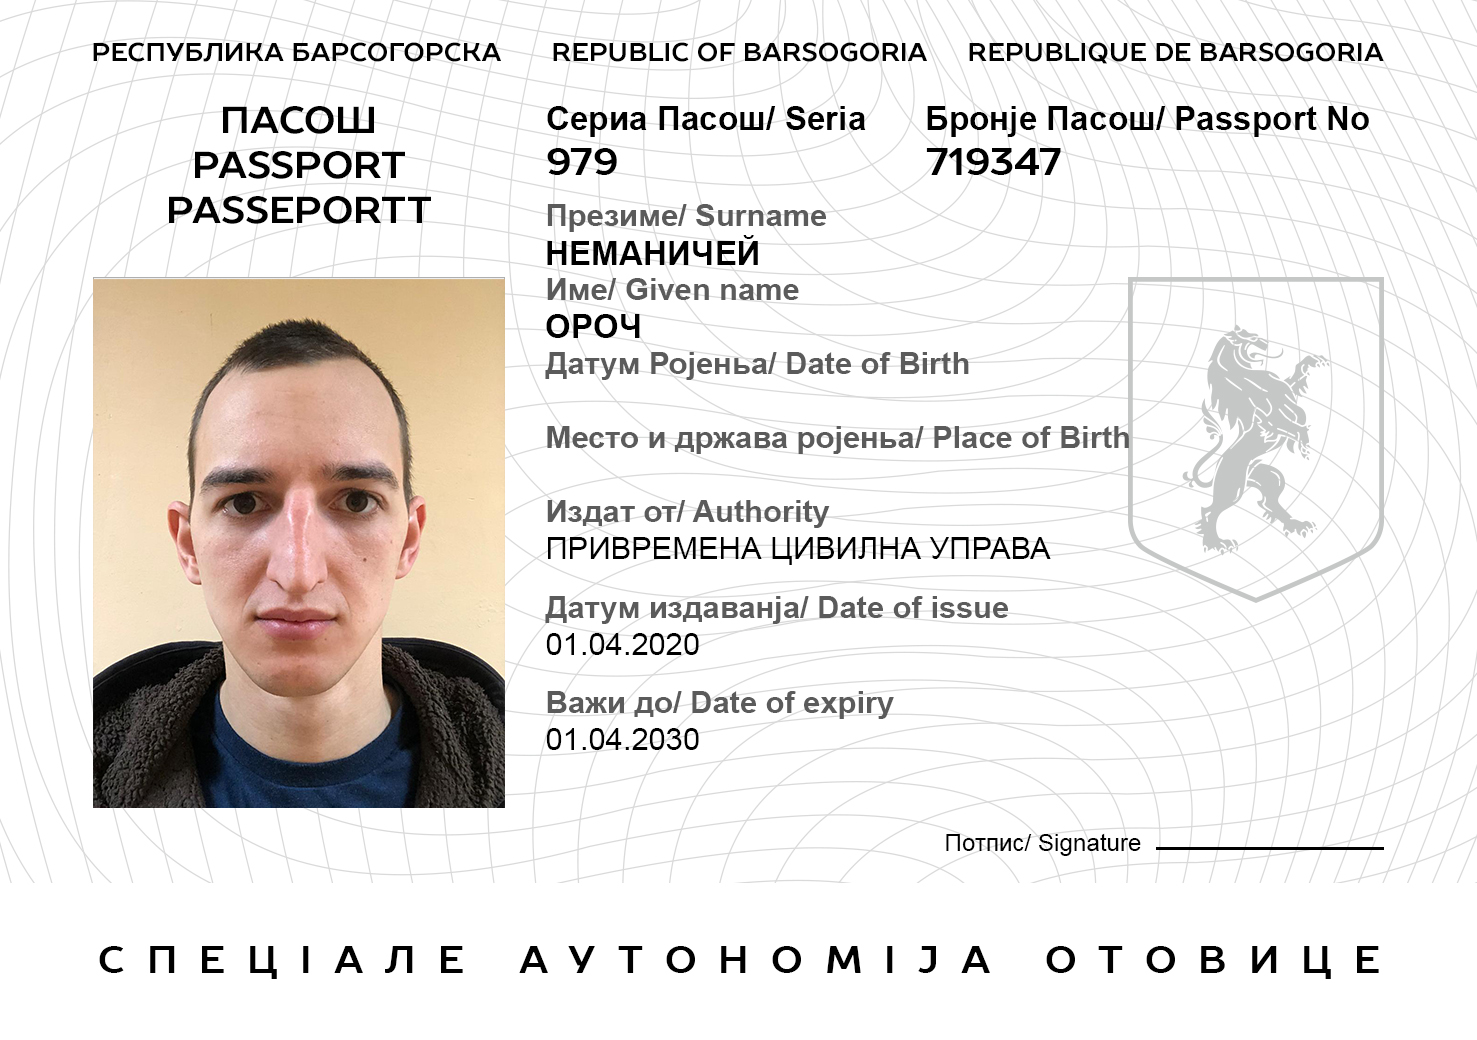 РЕСПУБЛИКА БАРСОГОРСКА REPUBLIC OF BARSOGORIA REPUBLIQUE DE BARSOGORIA
ПАСОШ
PASSPORT
PASSEPORTT
Сериа Пасош/ Seria
979
Бронје Пасош/ Passport No
719347
Презиме/ Surname
НЕМАНИЧЕЙ
Име/ Given name
ОРОЧ
ДатумРојења/ Date of Birth
Место и држава ројења/ Place of Birth
Издат от/ Authority
ПРИВРЕМЕНА ЦИВИЛНА УПРАВА
Датум издаванја/ Date of issue
01.04.2020
Важи до/ Date of expiry
01.04.2030
Потпис/ Signature
СПЕЦІАЛЕ АУТОНОМІЈА ОТОВИЦЕ